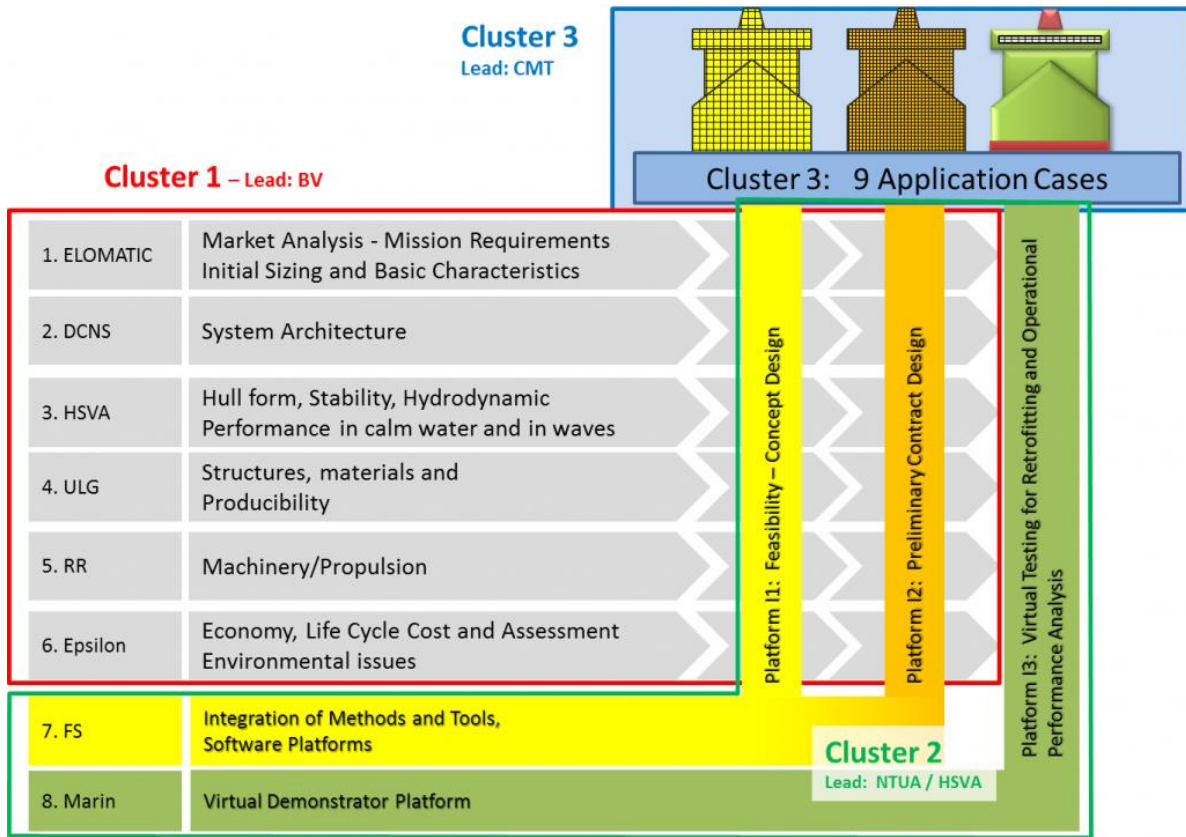 Cluster 3
Lead: CMT
Cluster 3: 9 Application Cases
Cluster 1 – Lead: BV
1. ELOMATIC
Market Analysis - Mission Requirements
Initial Sizing and Basic Characteristics
2. DCNS
System Architecture
3. HSVA
Hull form, Stability, Hydrodynamic
Performance in calm water and in waves
4. ULG
Structures, materials and
Producibility
5. RR
Machinery/Propulsion
6. Epsilon
Economy, Life Cycle Cost and Assessment
Environmental issues
7. FS
Integration of Methods and Tools,
Software Platforms
8. Marin
Virtual Demonstrator Platform
Platform I1: Feasibility – Concept Design
Platform I2: Preliminary Contract Design
Platform I3: Virtual Testing for Retrofitting and Operational
Performance Analysis
Cluster 2
Lead: NTUA / HSVA